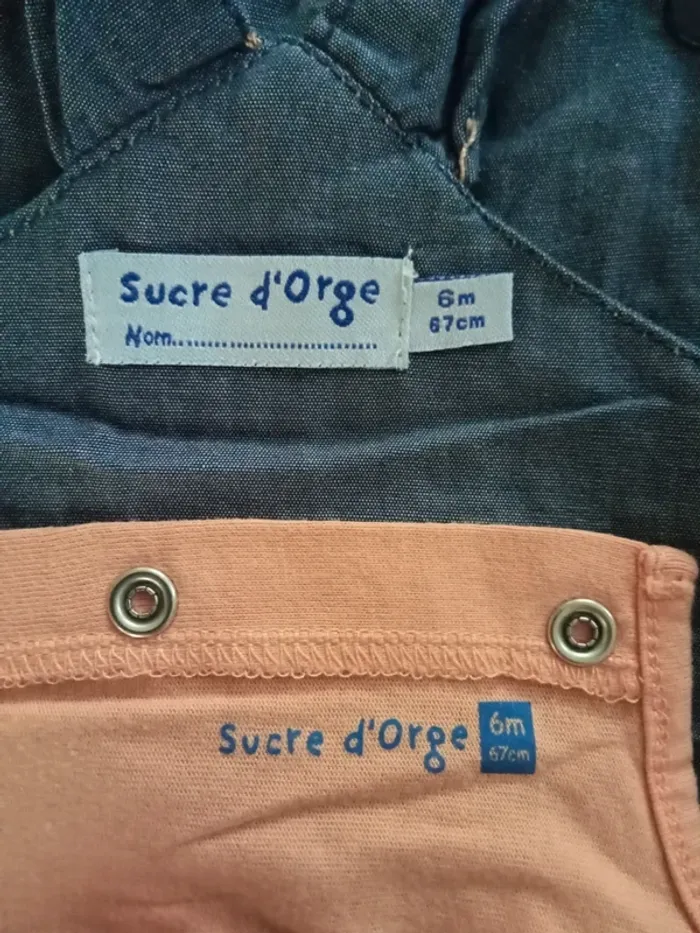 Sucre d'Orge
Nom..............................
6m
67cm
Sucre d'Orge
6m
67cm